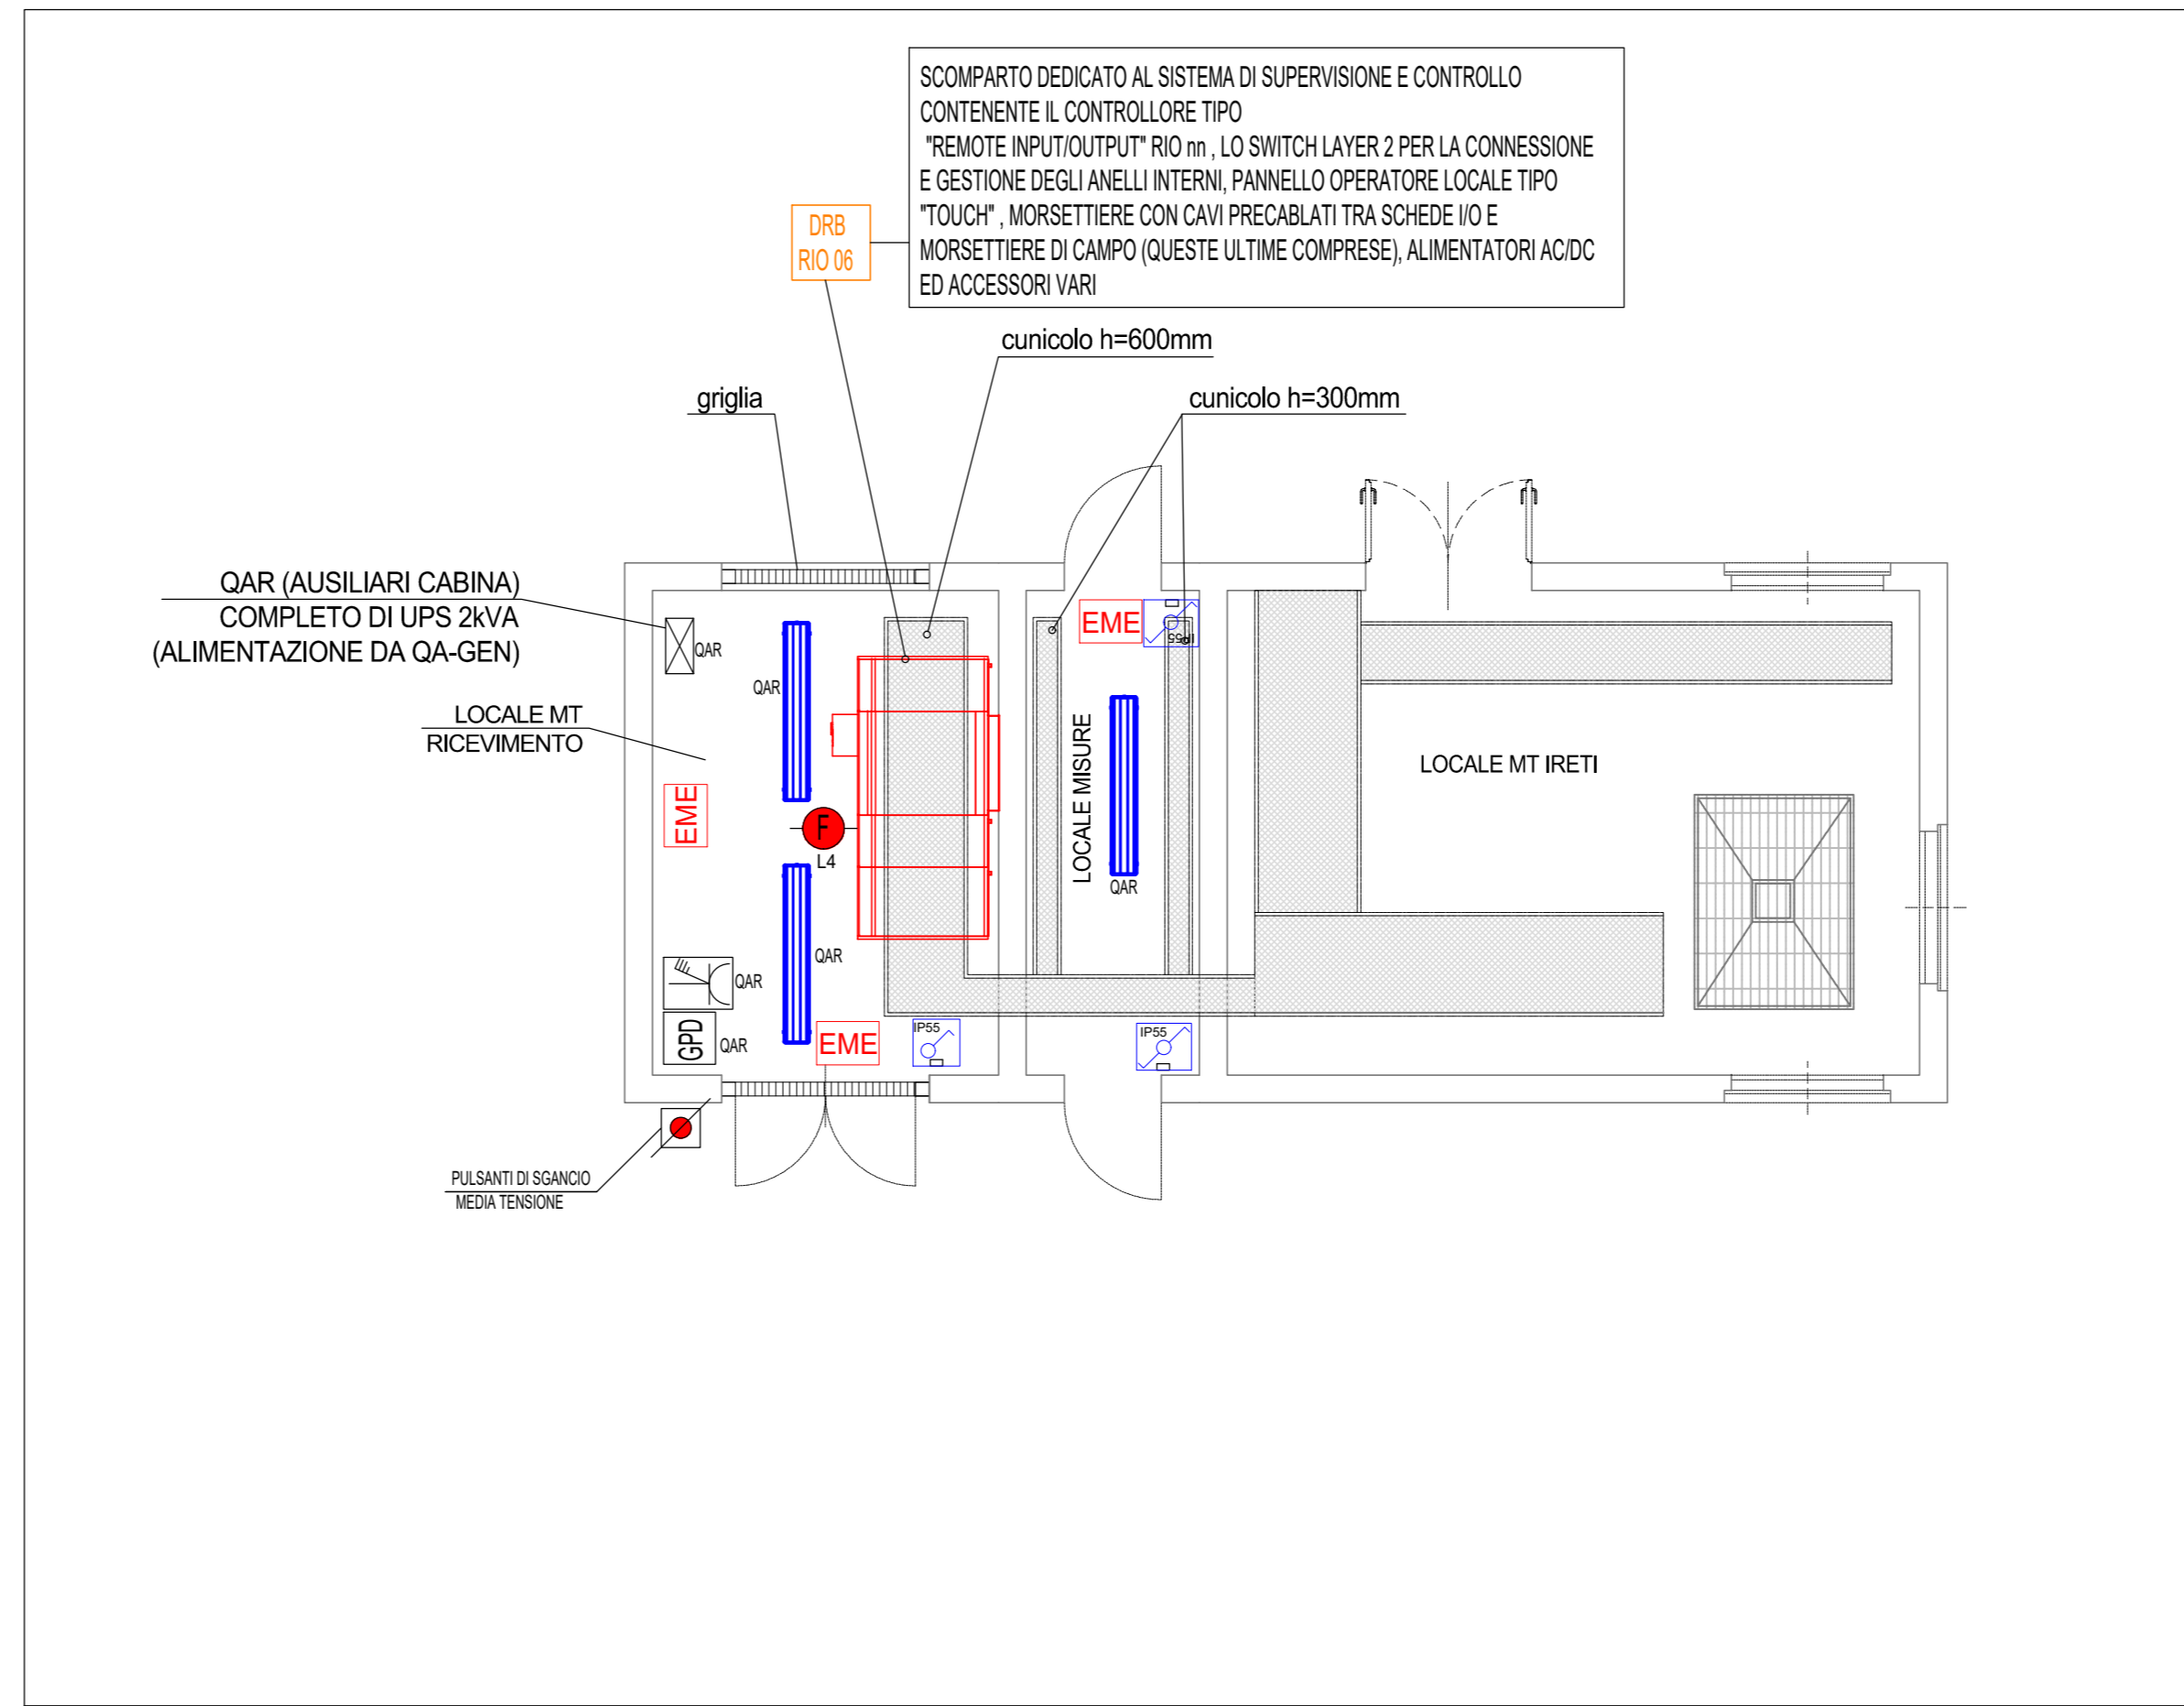 SCOMPARTO DEDICATO AL SISTEMA DI SUPERVISIONE E CONTROLLO
CONTENENTE IL CONTROLLORE TIPO
"REMOTE INPUT/OUTPUT" RIO nn , LO SWITCH LAYER 2 PER LA CONNESSIONE
E GESTIONE DEGLI ANELLI INTERNI, PANNELLO OPERATORE LOCALE TIPO
"TOUCH" , MORSETTIERE CON CAVI PRECABLATI TRA SCHEDE I/O E
MORSETTIERE DI CAMPO (QUESTE ULTIME COMPRESE), ALIMENTATORI AC/DC
ED ACCESSORI VARI
DRB
RIO 06
cunicolo h=600mm
griglia
cunicolo h=300mm
QAR (AUSILIARI CABINA)
COMPLETO DI UPS 2kVA
(ALIMENTAZIONE DA QA-GEN)
QAR
QAR
EME
IP55
LOCALE MT
RICEVIMENTO
LOCALE MISURE
LOCALE MT IRETI
EME
F
L4
QAR
QAR
QAR
GPD
QAR
EME
IP55
IP55
PULSANTI DI SGANCIO
MEDIA TENSIONE